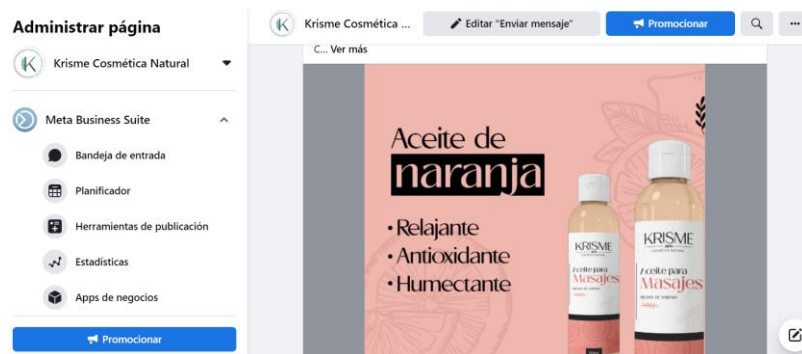 Administrar página
Krisme Cosmética Natural
Meta Business Suite
Bandeja de entrada
Planificador
Herramientas de publicación
Estadísticas
Apps de negocios
Promocionar
Krisme Cosmética ...
Editar "Enviar mensaje"
Promocionar
C... Ver más
Aceite de
naranja
• Relajante
• Antioxidante
• Humectante
KRISME
Aceite para
Masajes
KRISME
Aceite para
Masajes